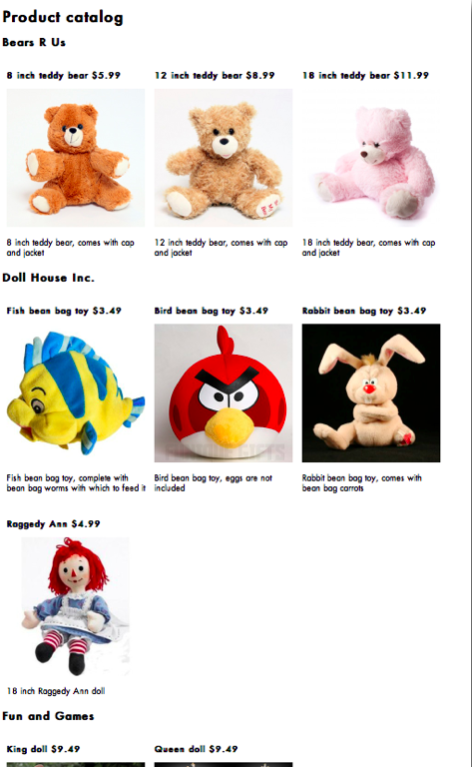 Product catalog
Bears R Us
8 inch teddy bear $5.99
12 inch teddy bear $8.99
18 inch teddy bear $11.99
8 inch teddy bear, comes with cap
and jacket
12 inch teddy bear, comes with cap
and jacket
18 inch teddy bear, comes with cap
and jacket
Doll House Inc.
Fish bean bag toy $3.49
Bird bean bag toy $3.49
Rabbit bean bag toy $3.49
Fish bean bag toy, complete with
bean bag worms with which to feed it
Bird bean bag toy, eggs are not
included
Rabbit bean bag toy, comes with
bean bag carrots
Raggedy Ann $4.99
18 inch Raggedy Ann doll
Fun and Games
King doll $9.49
Queen doll $9.49